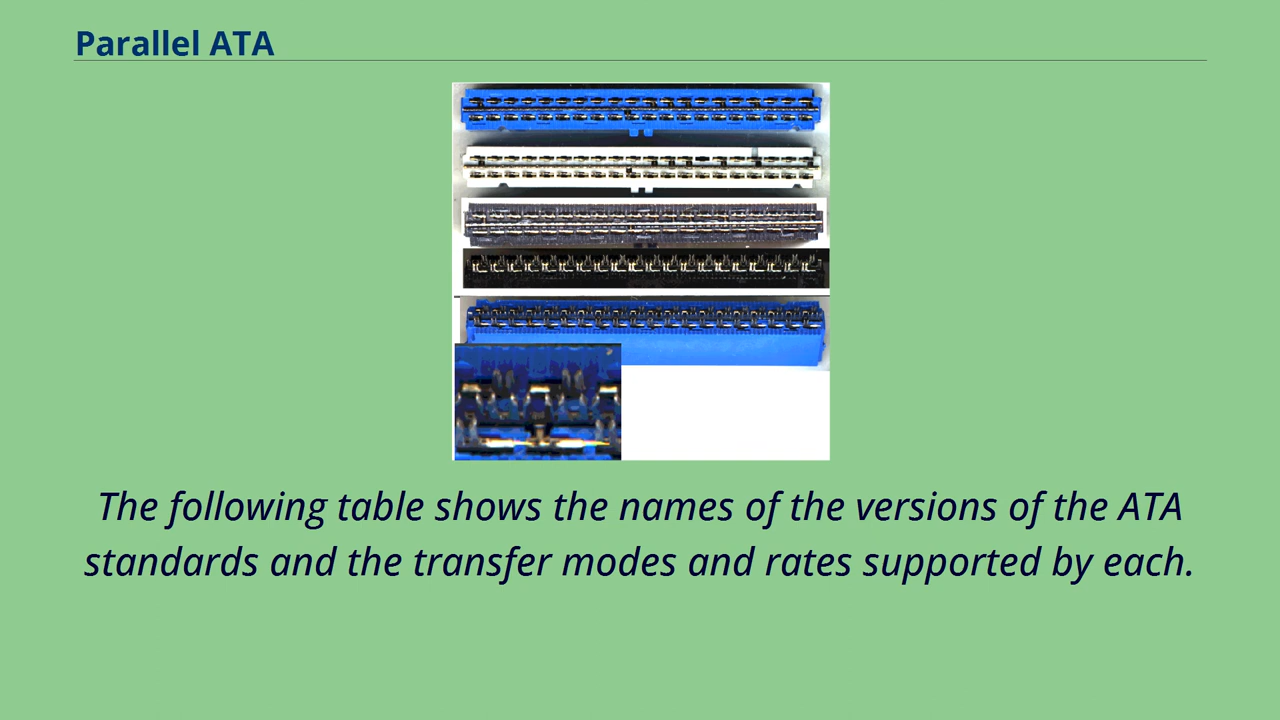 Parallel ATA
The following table shows the names of the versions of the ATA
standards and the transfer modes and rates supported by each.